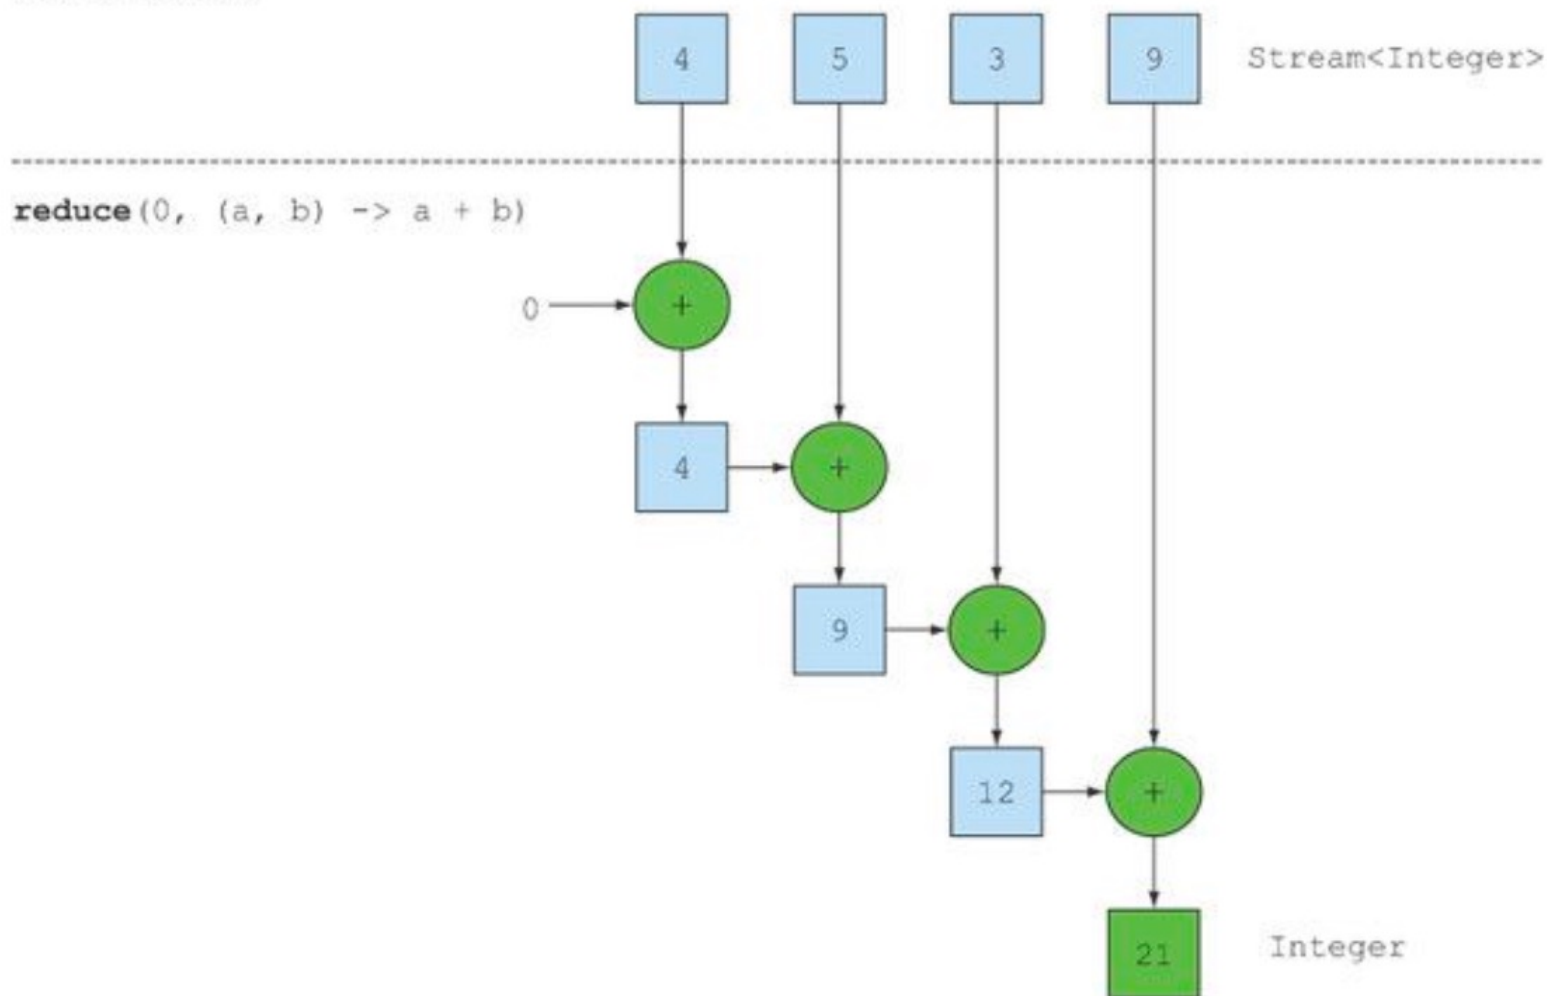 4 5 3 9 Stream<Integer>
reduce(0, (a, b) -> a + b)
0 +
4 +
9 +
12 +
21 Integer